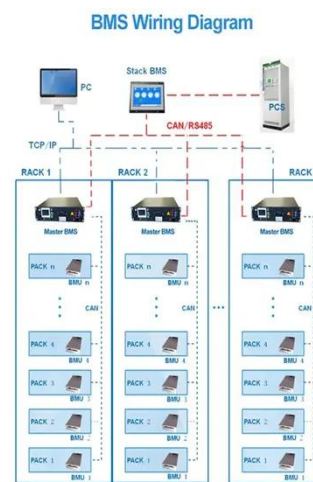 BMS Wiring Diagram
PC
Stack BMS
PCS
CAN/RS485
TCP/IP
RACK 1
RACK 2
RACK
Master BMS
Master BMS
Master BMS
PACK n
BMU n
PACK n
BMU n
PACK n
BMU n
CAN
CAN
CAN
PACK 4
BMU 4
PACK 4
BMU 4
PACK 4
BMU 4
PACK 3
BMU 3
PACK 3
BMU 3
PACK 3
BMU 3
PACK 2
BMU 2
PACK 2
BMU 2
PACK 2
BMU 2
PACK 1
BMU 1
PACK 1
BMU 1
PACK 1
BMU 1